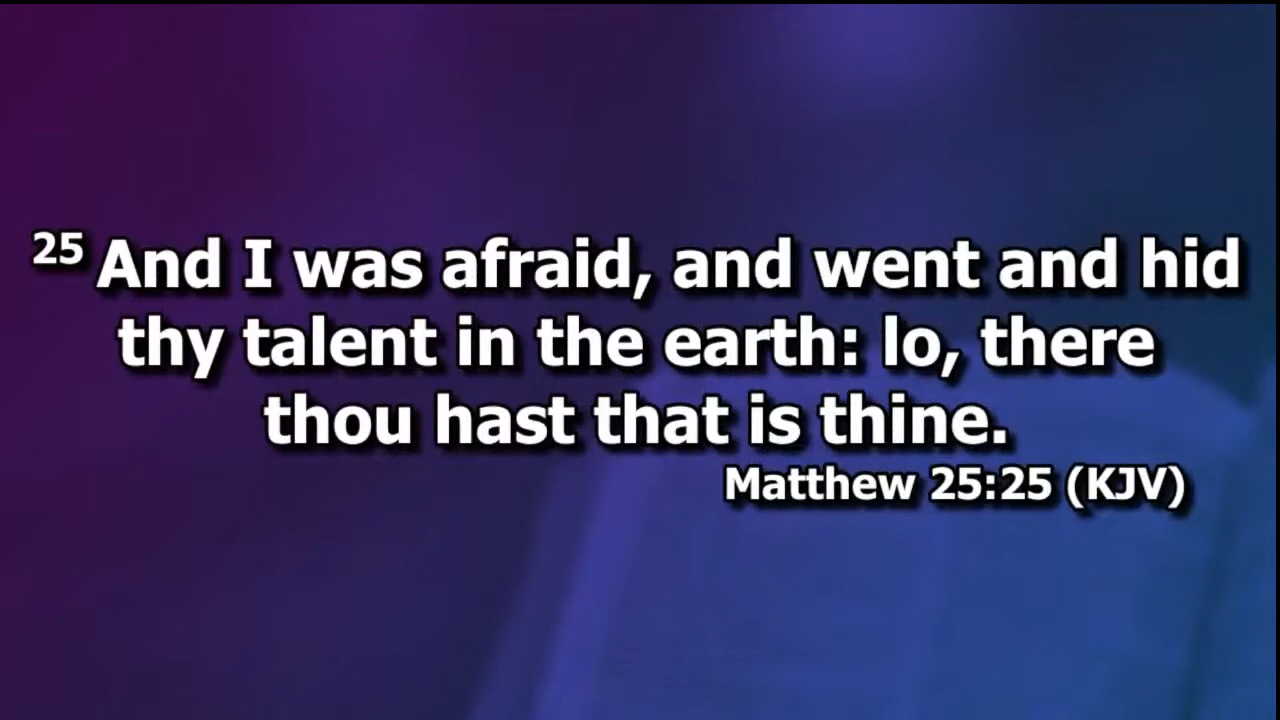 25 And I was afraid, and went and hid
thy talent in the earth: lo, there
thou hast that is thine.
Matthew 25:25 (KJV)